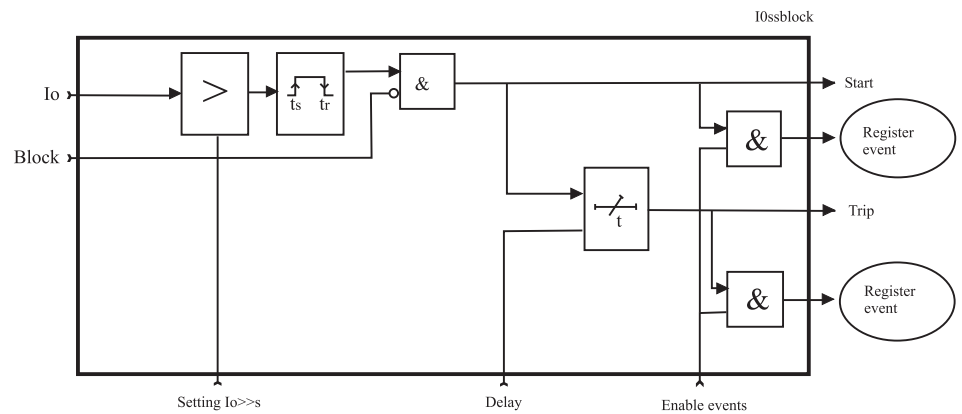 I0ssblock
Io
>
ts tr
&
Start
Block
&
Register
event
t
Trip
&
Register
event
Setting Io>>s
Delay
Enable events